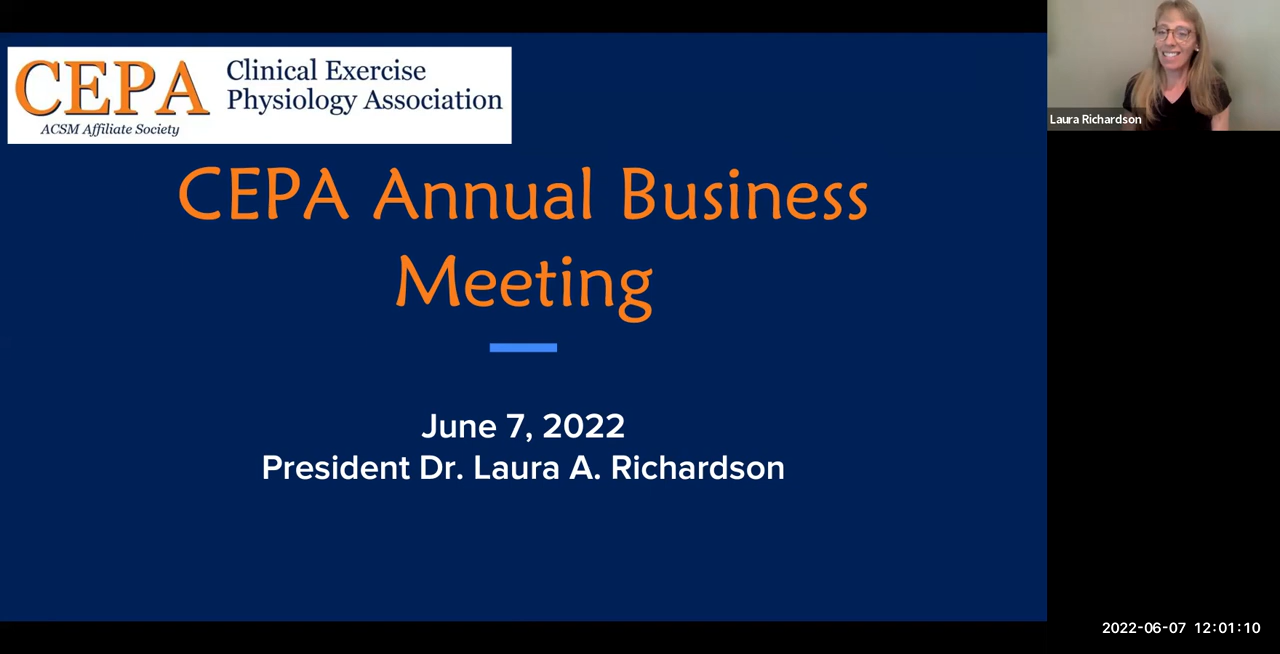 CEPA
Clinical Exercise
Physiology Association
ACSM Affiliate Society
Laura Richardson
CEPA Annual Business
Meeting
June 7, 2022
President Dr. Laura A. Richardson
2022-06-07 12:01:10